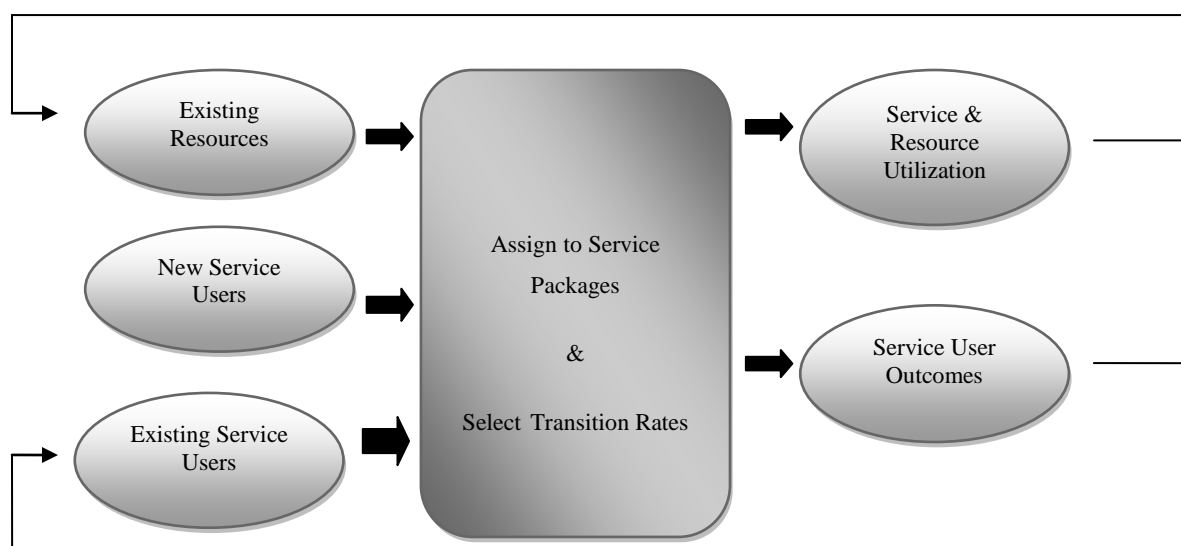 Existing
Resources
New Service
Users
Existing Service
Users
Assign to Service
Packages
&
Select Transition Rates
Service &
Resource
Utilization
Service User
Outcomes